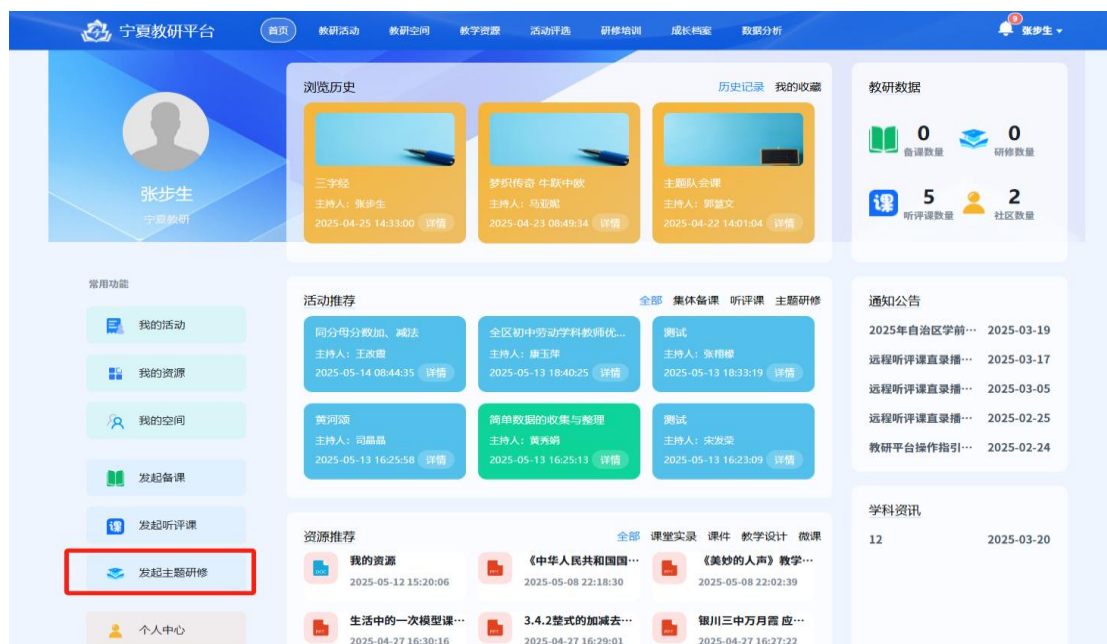 宁夏教研平台
首页 教研活动 教研空间 教学资源 活动评选 研修培训 成长档案 数据分析
9
张步生
张步生
宁夏教研
浏览历史
历史记录 我的收藏
三字经
主持人：张步生
2025-04-25 14:33:00 详情
梦织传奇 牛跃中欧
主持人：马亚妮
2025-04-23 08:49:34 详情
主题队会课
主持人：郭慧文
2025-04-22 14:01:04 详情
教研数据
0
备课数量
0
研修数量
课
5
听评课数量
2
社区数量
常用功能
我的活动
我的资源
我的空间
发起备课
课 发起听评课
发起主题研修
个人中心
活动推荐
全部 集体备课 听评课 主题研修
同分母分数加、减法
主持人：王改霞
2025-05-14 08:44:35 详情
全区初中劳动学科教师优...
主持人：康玉萍
2025-05-13 18:40:25 详情
测试
主持人：张栩檬
2025-05-13 18:33:19 详情
黄河颂
主持人：司晶晶
2025-05-13 16:25:58 详情
简单数据的收集与整理
主持人：黄秀娟
2025-05-13 16:25:13 详情
测试
主持人：宋发荣
2025-05-13 16:23:09 详情
通知公告
2025年自治区学前… 2025-03-19
远程听评课直录播… 2025-03-17
远程听评课直录播… 2025-03-05
远程听评课直录播… 2025-02-25
教研平台操作指引… 2025-02-24
学科资讯
12 2025-03-20
资源推荐
全部 课堂实录 课件 教学设计 微课
我的资源
2025-05-12 15:20:06
《中华人民共和国国…
2025-05-08 22:18:30
《美妙的人声》教学…
2025-05-08 22:02:39
生活中的一次模型课…
2025-04-27 16:30:16
3.4.2整式的加减去…
2025-04-27 16:29:01
银川三中万月霞 应…
2025-04-27 16:27:22